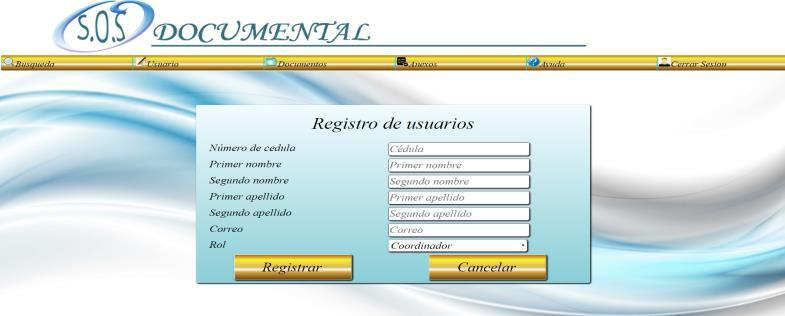 S.O.S DOCUMENTAL
Busqueda Usuario Documentos Anexos Ayuda Cerrar Sesion
Registro de usuarios
Número de cedula Cédula
Primer nombre Primer nombre
Segundo nombre Segundo nombre
Primer apellido Primer apellido
Segundo apellido Segundo apellido
Correo Correo
Rol Coordinador
Registrar Cancelar